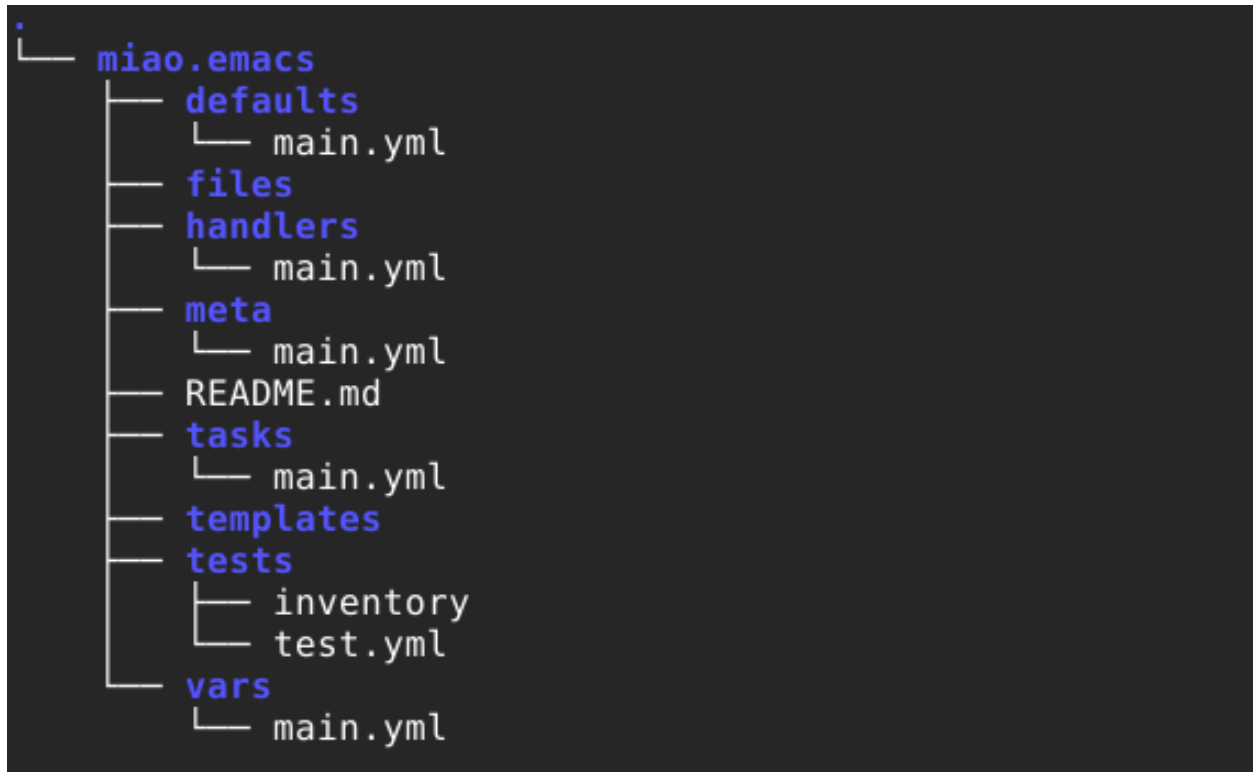 .
└── miao.emacs
    ├── defaults
    │   └── main.yml
    ├── files
    ├── handlers
    │   └── main.yml
    ├── meta
    │   └── main.yml
    ├── README.md
    ├── tasks
    │   └── main.yml
    ├── templates
    ├── tests
    │   ├── inventory
    │   └── test.yml
    └── vars
        └── main.yml